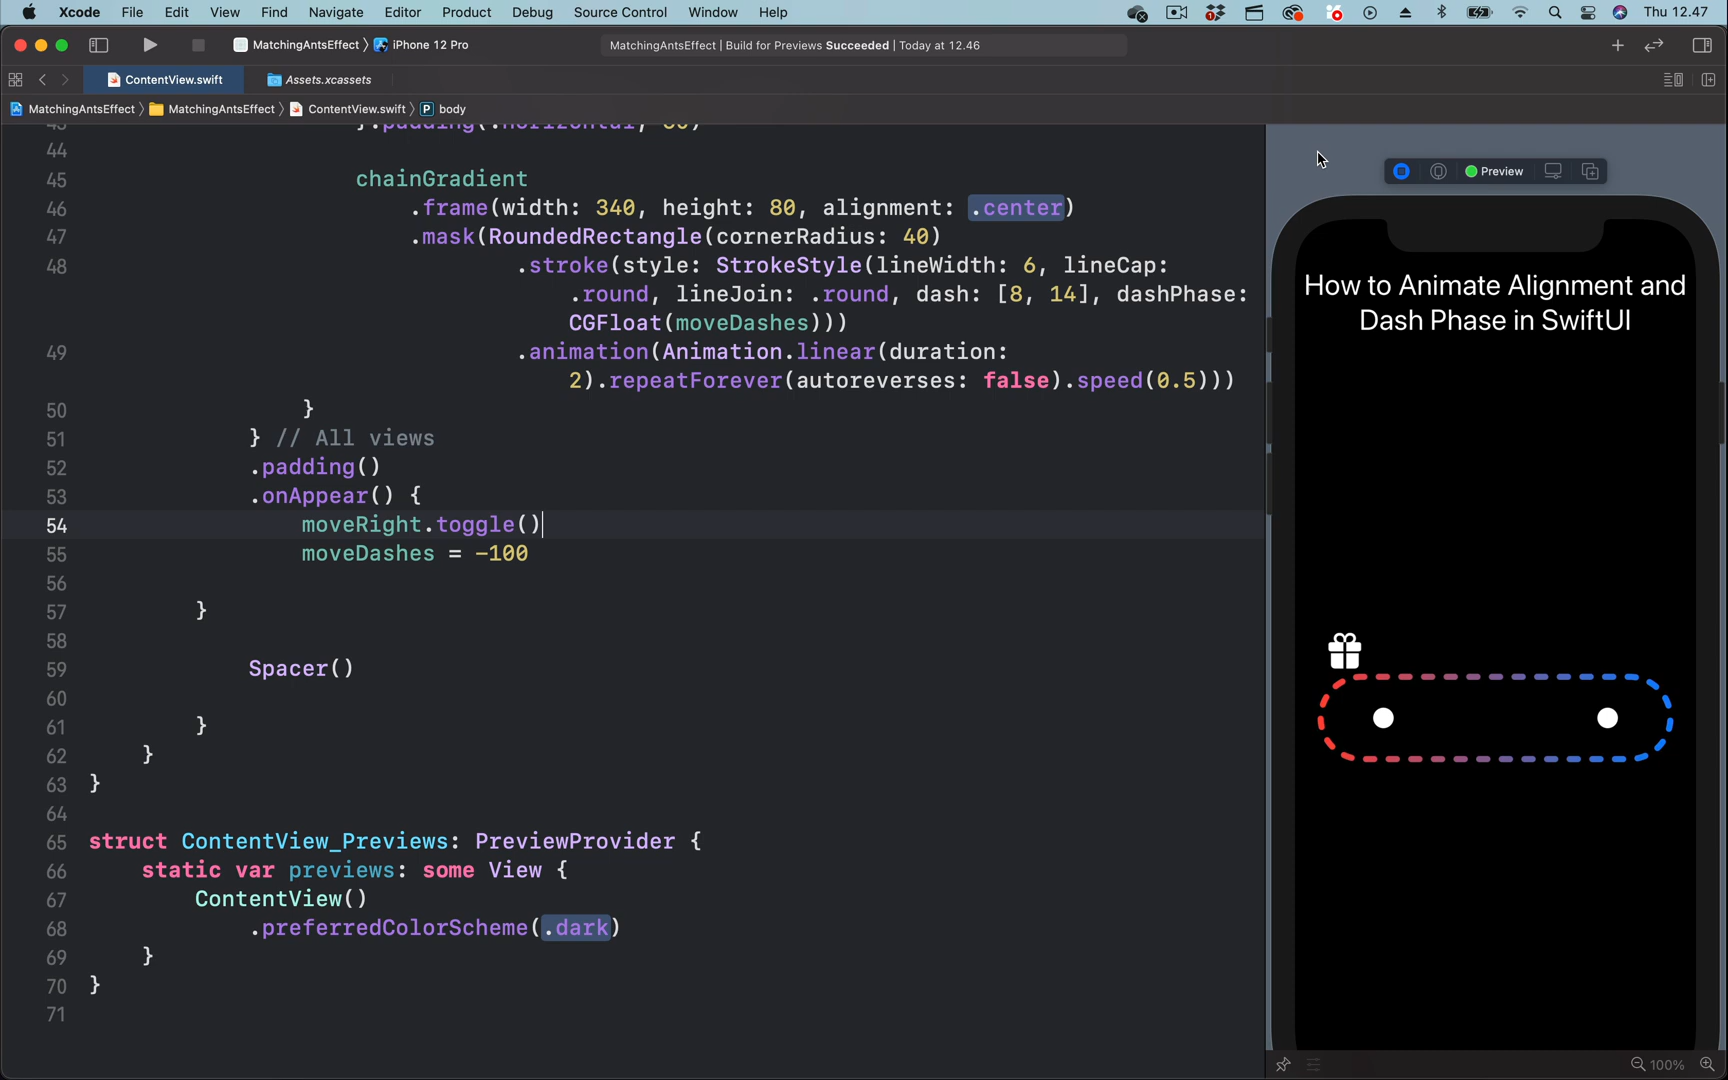 Xcode File Edit View Find Navigate Editor Product Debug Source Control Window Help Thu 12.47
MatchingAntsEffect iPhone 12 Pro MatchingAntsEffect | Build for Previews Succeeded | Today at 12.46
ContentView.swift Assets.xcassets
MatchingAntsEffect MatchingAntsEffect ContentView.swift P body
44
45 chainGradient
46 .frame(width: 340, height: 80, alignment: .center)
47 .mask(RoundedRectangle(cornerRadius: 40)
48 .stroke(style: StrokeStyle(lineWidth: 6, lineCap:
.round, lineJoin: .round, dash: [8, 14], dashPhase:
CGFloat(moveDashes)))
49 .animation(Animation.linear(duration:
2).repeatForever(autoreverses: false).speed(0.5)))
50 }
51 } // All views
52 .padding()
53 .onAppear() {
54 moveRight.toggle()
55 moveDashes = -100
56
57 }
58
59 Spacer()
60
61 }
62 }
63 }
64
65 struct ContentView_Previews: PreviewProvider {
66 static var previews: some View {
67 ContentView()
68 .preferredColorScheme(.dark)
69 }
70 }
71
Preview
How to Animate Alignment and
Dash Phase in SwiftUI
100%